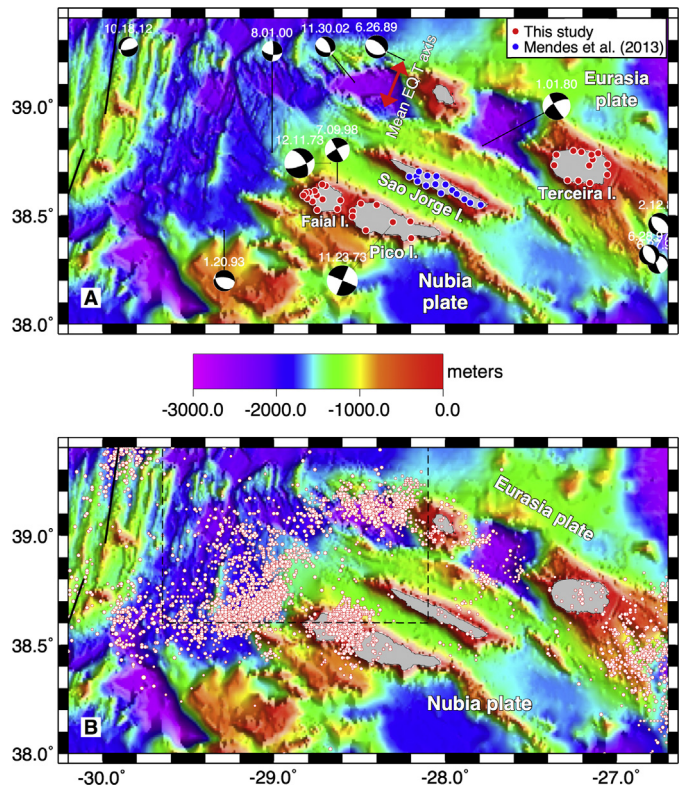 This study
Mendes et al. (2013)
10.18.12
8.01.00
11.30.02
6.26.89
Mean EQ T axis
Eurasia
plate
1.01.80
39.0°
7.09.98
12.11.73
Sao Jorge I.
Terceira I.
38.5°
Faial I.
Pico I.
1.20.93
11.23.73
Nubia
plate
A
38.0°
meters
-3000.0
-2000.0
-1000.0
0.0
Eurasia plate
39.0°
38.5°
Nubia plate
B
38.0°
-30.0°
-29.0°
-28.0°
-27.0°